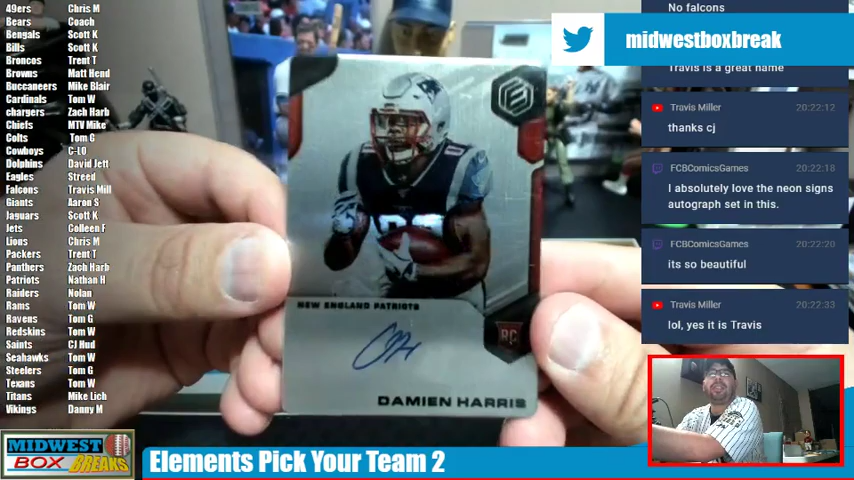 49ers Chris M
Bears Coach
Bengals Scott K
Bills Scott K
Broncos Trent T
Browns Matt Hend
Buccaneers Mike Blair
Cardinals Tom W
chargers Zach Harb
Chiefs MTV Mike
Colts Tom G
Cowboys C-LO
Dolphins David Jett
Eagles Streed
Falcons Travis Mill
Giants Aaron S
Jaguars Scott K
Jets Colleen F
Lions Chris M
Packers Trent T
Panthers Zach Harb
Patriots Nathan H
Raiders Nolan
Rams Tom W
Ravens Tom G
Redskins Tom W
Saints CJ Hud
Seahawks Tom W
Steelers Tom G
Texans Tom W
Titans Mike Lich
Vikings Danny M
NEW ENGLAND PATRIOTS
RC
DAMIEN HARRIS
midwestboxbreak
No falcons
Travis is a great name
Travis Miller 20:22:12
thanks cj
FCBComicsGames 20:22:18
I absolutely love the neon signs
autograph set in this.
FCBComicsGames 20:22:20
its so beautiful
Travis Miller 20:22:33
lol, yes it is Travis
MIDWEST
BOX BREAKS
Elements Pick Your Team 2